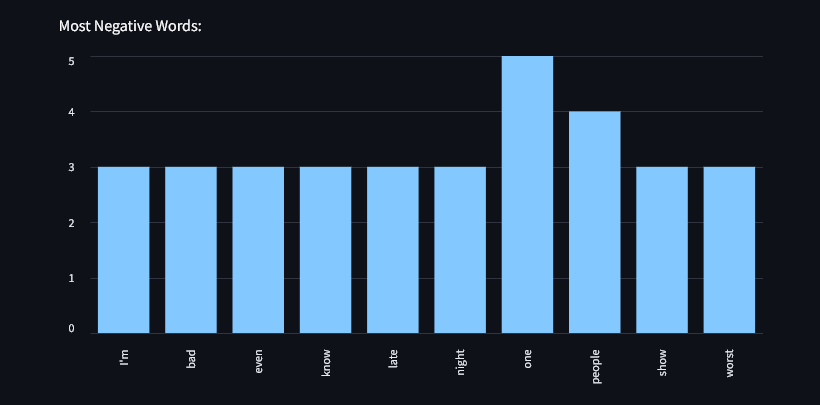 Most Negative Words:
5
4
3
2
1
0
I'm
bad
even
know
late
night
one
people
show
worst